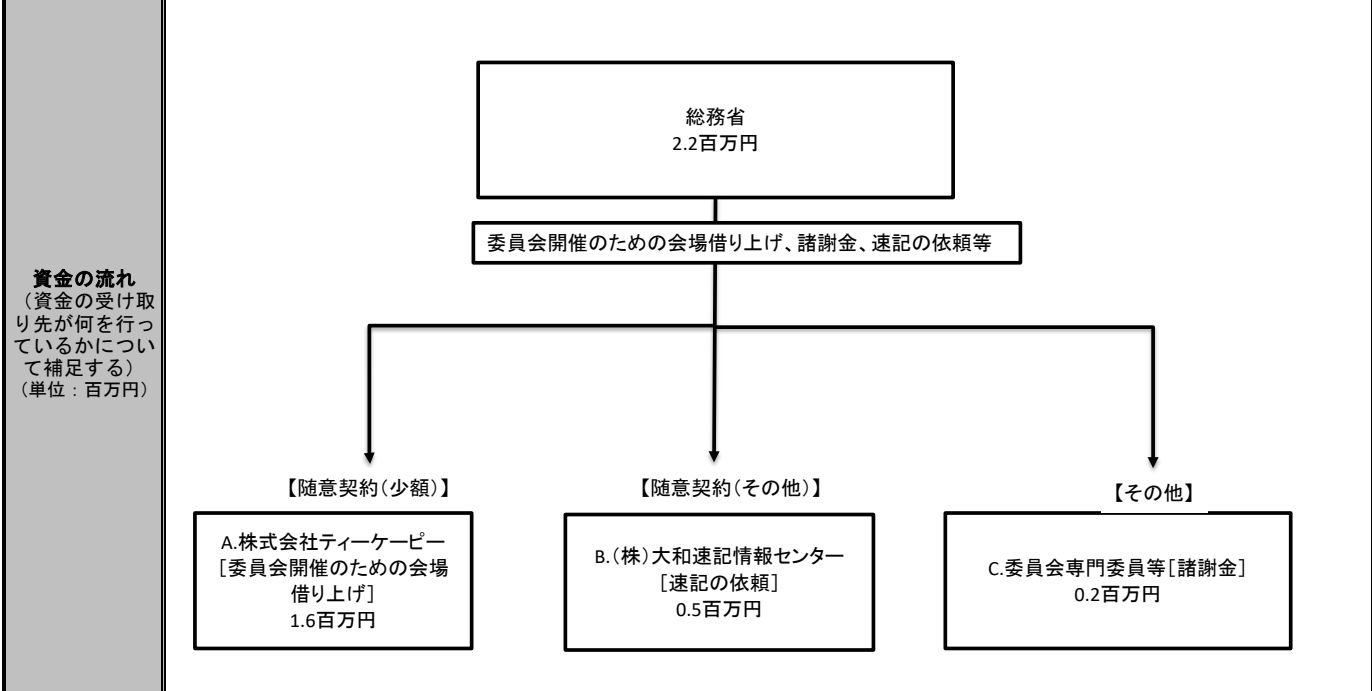 資金の流れ
（資金の受け取
り先が何を行っ
ているかについ
て補足する）
（単位：百万円）
総務省
2.2百万円
委員会開催のための会場借り上げ、諸謝金、速記の依頼等
【随意契約（少額）】
A.株式会社ティーケーピー
［委員会開催のための会場
借り上げ］
1.6百万円
【随意契約（その他）】
B.（株）大和速記情報センター
［速記の依頼］
0.5百万円
【その他】
C.委員会専門委員等［諸謝金］
0.2百万円